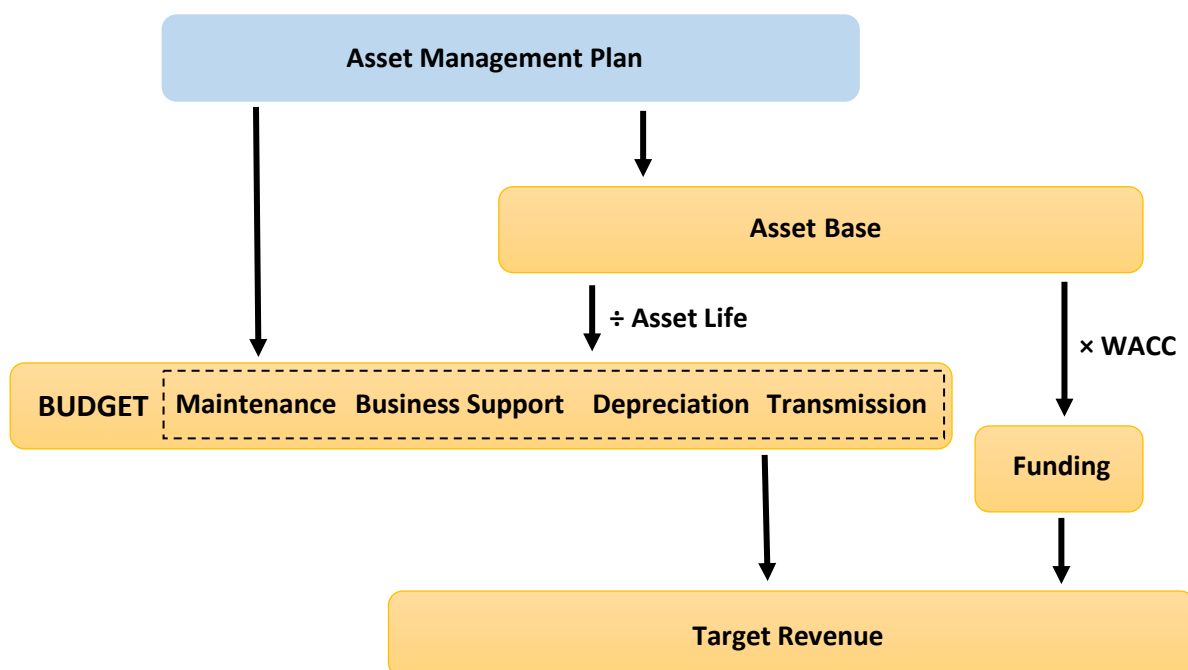 Asset Management Plan
Asset Base
÷ Asset Life
× WACC
BUDGET Maintenance Business Support Depreciation Transmission
Funding
Target Revenue